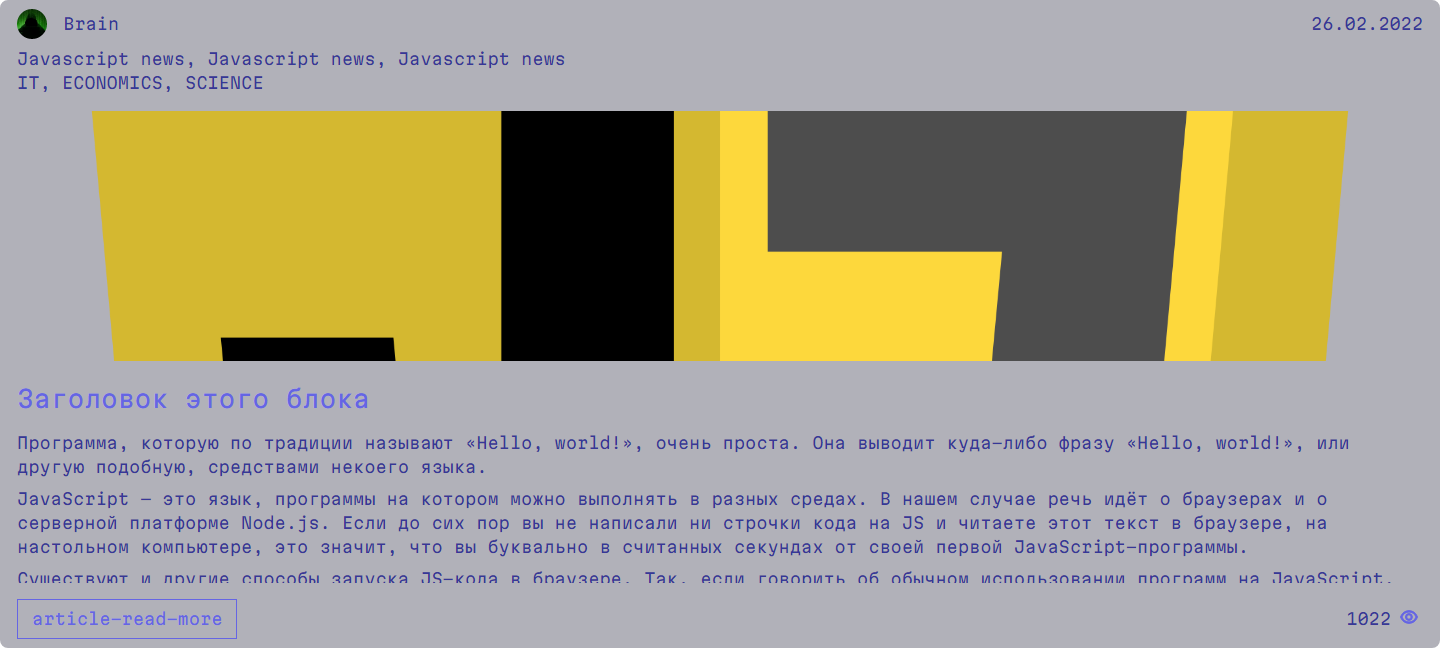 Brain
26.02.2022
Javascript news, Javascript news, Javascript news
IT, ECONOMICS, SCIENCE
Заголовок этого блока
Программа, которую по традиции называют «Hello, world!», очень проста. Она выводит куда-либо фразу «Hello, world!», или
другую подобную, средствами некоего языка.
JavaScript — это язык, программы на котором можно выполнять в разных средах. В нашем случае речь идёт о браузерах и о
серверной платформе Node.js. Если до сих пор вы не написали ни строчки кода на JS и читаете этот текст в браузере, на
настольном компьютере, это значит, что вы буквально в считанных секундах от своей первой JavaScript-программы.
Существуют и другие способы запуска JS-кода в браузере. Так, если говорить об обычном использовании программ на JavaScript,
article-read-more
1022